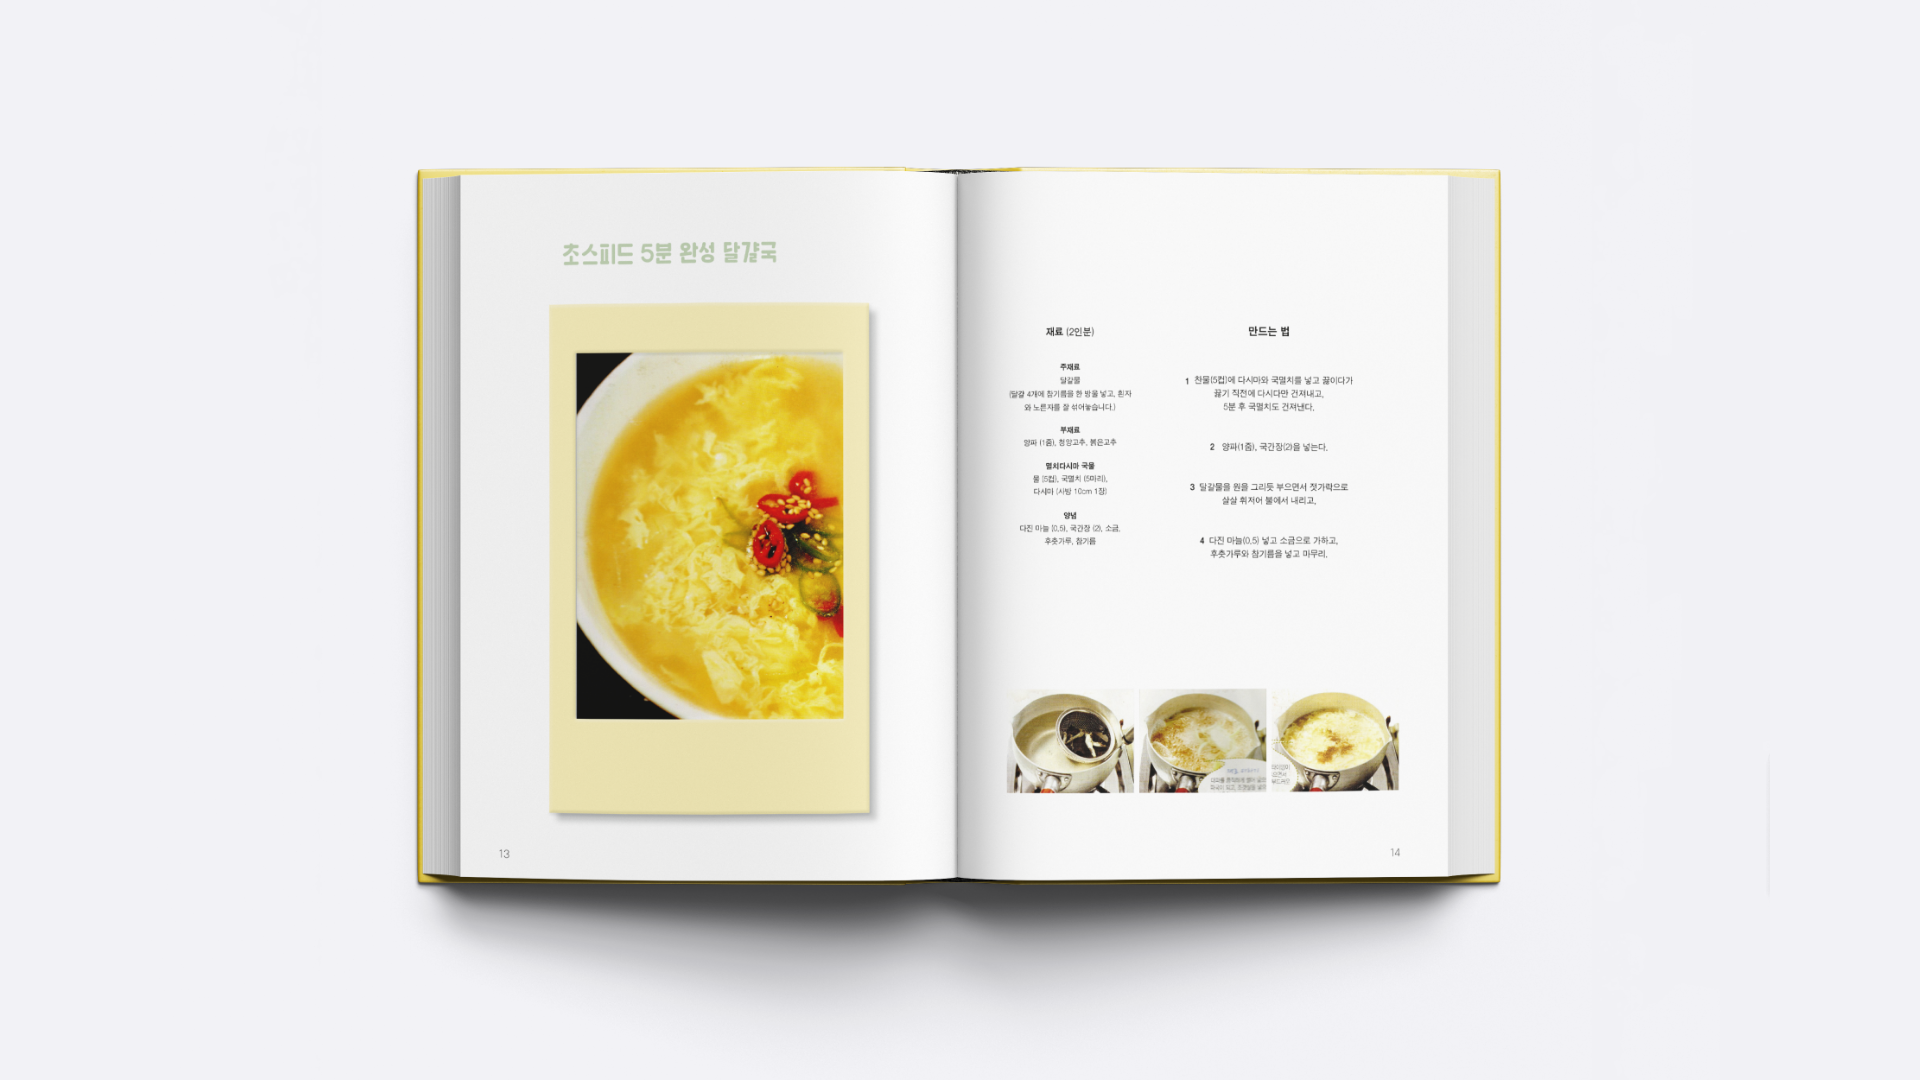 초스피드 5분 완성 달걀국
13
재료 (2인분)
주재료
달걀물
(달걀 4개에 참기름을 한 방울 넣고, 흰자
와 노른자를 잘 섞어놓습니다.)
부재료
양파 (1줌), 청양고추, 붉은고추
멸치다시마 국물
물 (5컵), 국멸치 (5마리),
다시마 (사방 10cm 1장)
양념
다진 마늘 (0.5), 국간장 (2), 소금,
후춧가루, 참기름
만드는 법
1 찬물(5컵)에 다시마와 국멸치를 넣고 끓이다가
끓기 직전에 다시다만 건져내고,
5분 후 국멸치도 건져낸다.
2 양파(1줌), 국간장(2)을 넣는다.
3 달걀물을 원을 그리듯 부으면서 젓가락으로
살살 휘저어 불에서 내리고,
4 다진 마늘(0.5) 넣고 소금으로 가하고,
후춧가루와 참기름을 넣고 마무리.
14